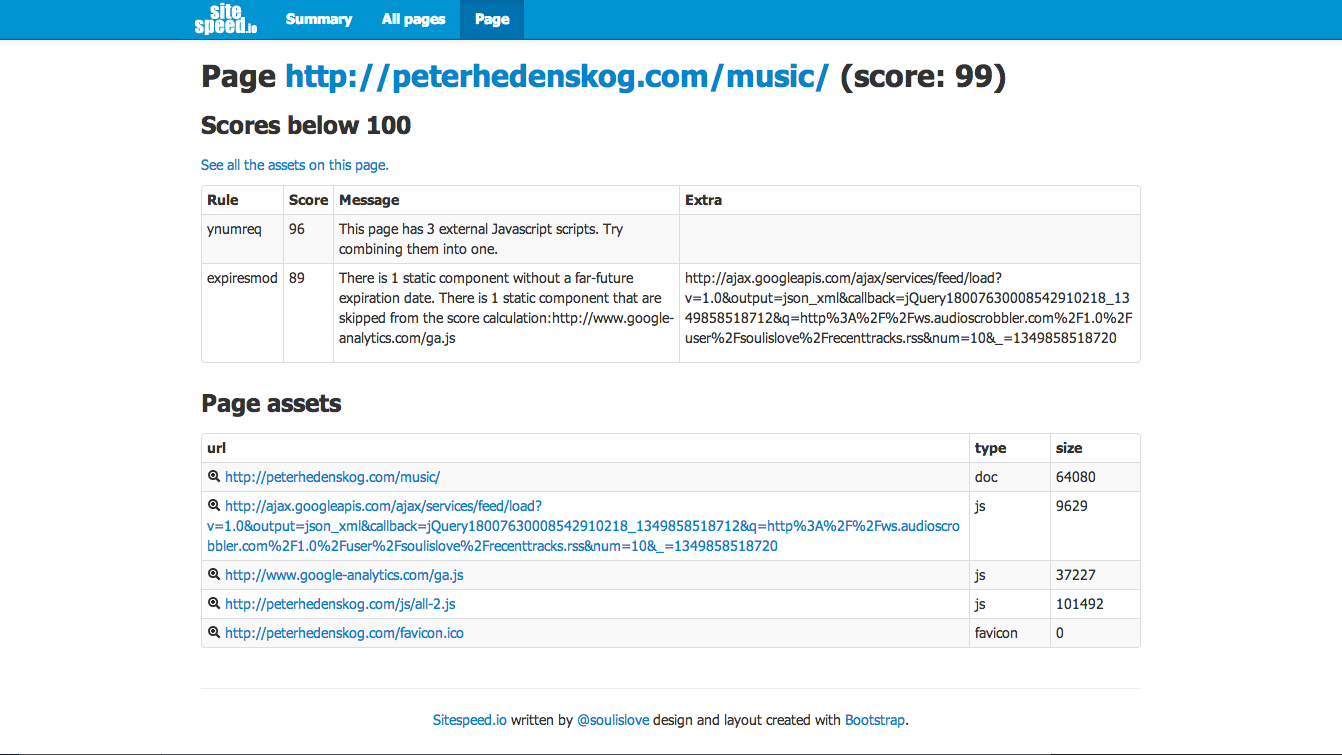 site
speed.io
Summary
All pages
Page
Page http://peterhedenskog.com/music/ (score: 99)
Scores below 100
See all the assets on this page.
Rule Score Message Extra
ynumreq 96 This page has 3 external Javascript scripts. Try
combining them into one.
expiresmod 89 There is 1 static component without a far-future
expiration date. There is 1 static component that are
skipped from the score calculation:http://www.google-
analytics.com/ga.js
http://ajax.googleapis.com/ajax/services/feed/load?
v=1.0&output=json_xml&callback=jQuery18007630008542910218_13
49858518712&q=http%3A%2F%2Fws.audioscrobbler.com%2F1.0%2F
user%2Fsoulislove%2Frecenttracks.rss&num=10&_=1349858518720
Page assets
url type size
http://peterhedenskog.com/music/ doc 64080
http://ajax.googleapis.com/ajax/services/feed/load? js 9629
v=1.0&output=json_xml&callback=jQuery18007630008542910218_1349858518712&q=http%3A%2F%2Fws.audioscro
bbler.com%2F1.0%2Fuser%2Fsoulislove%2Frecenttracks.rss&num=10&_=1349858518720
http://www.google-analytics.com/ga.js js 37227
http://peterhedenskog.com/js/all-2.js js 101492
http://peterhedenskog.com/favicon.ico favicon 0
Sitespeed.io written by @soulislove design and layout created with Bootstrap.